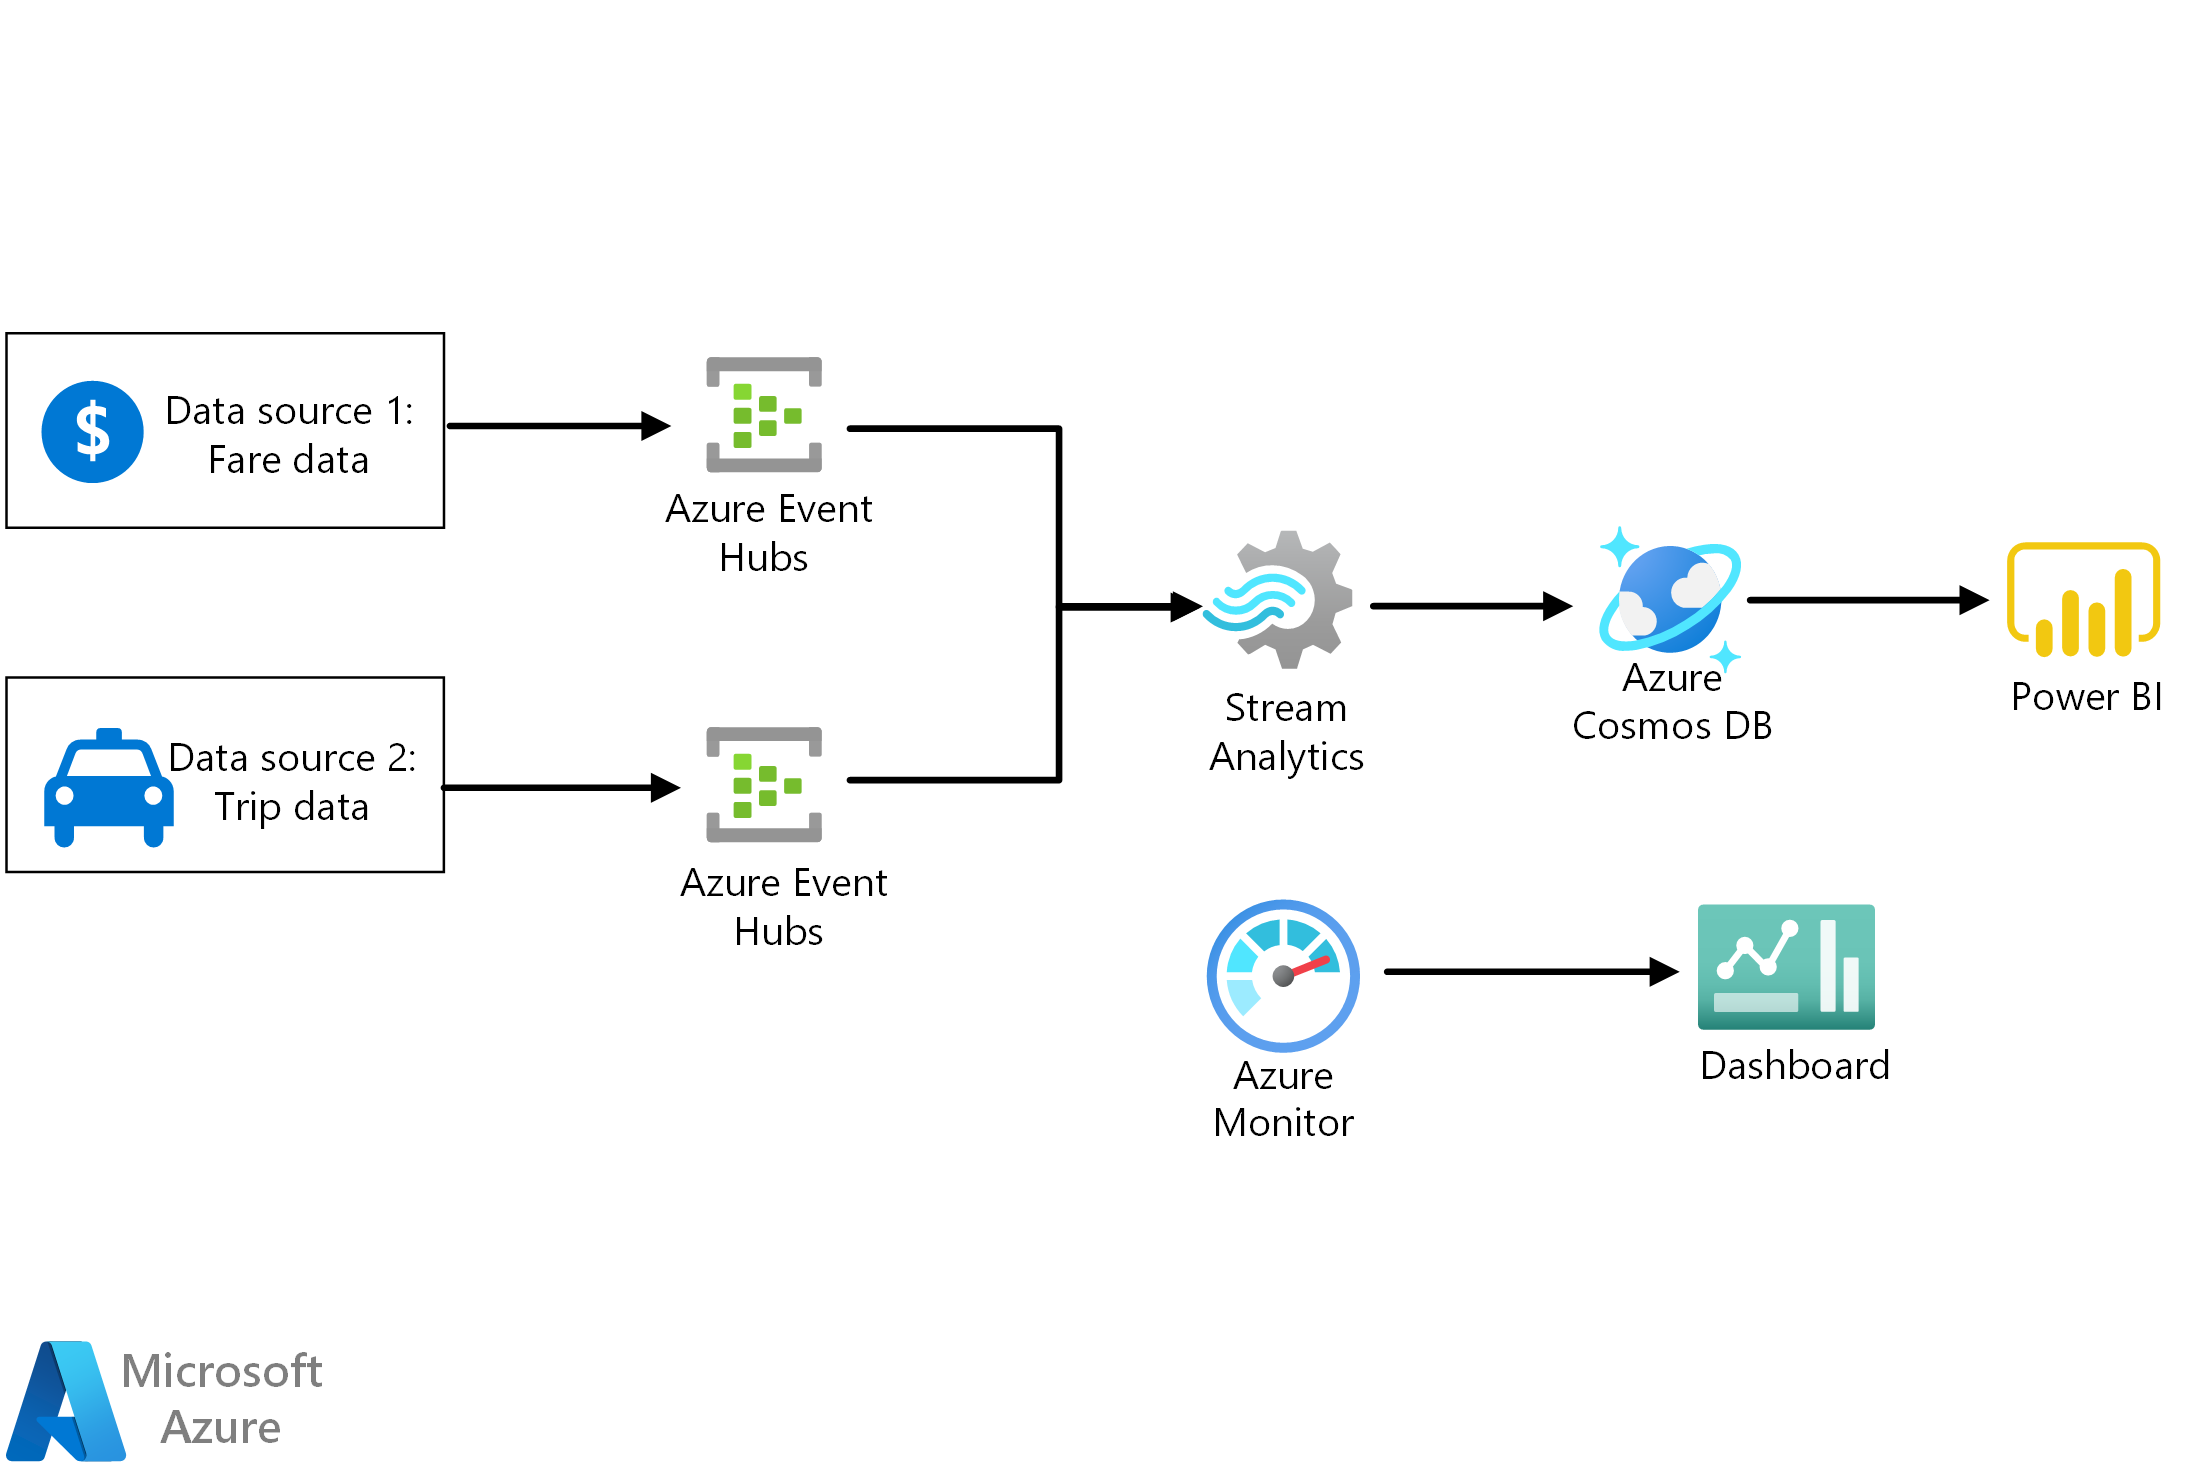 Data source 1:
Fare data
Azure Event
Hubs
Data source 2:
Trip data
Azure Event
Hubs
Stream
Analytics
Azure
Cosmos DB
Power BI
Azure
Monitor
Dashboard
Microsoft
Azure